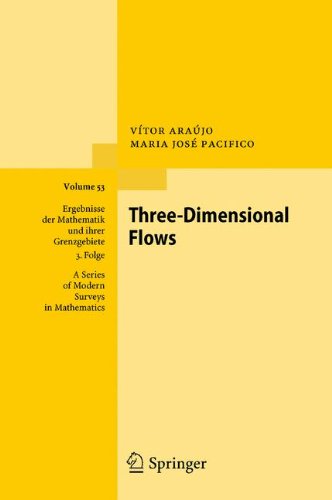 VÍTOR ARAÚJO
MARIA JOSÉ PACIFICO
Volume 53
Ergebnisse
der Mathematik
und ihrer
Grenzgebiete
3. Folge
A Series
of Modern
Surveys
in Mathematics
Three-Dimensional
Flows
Springer